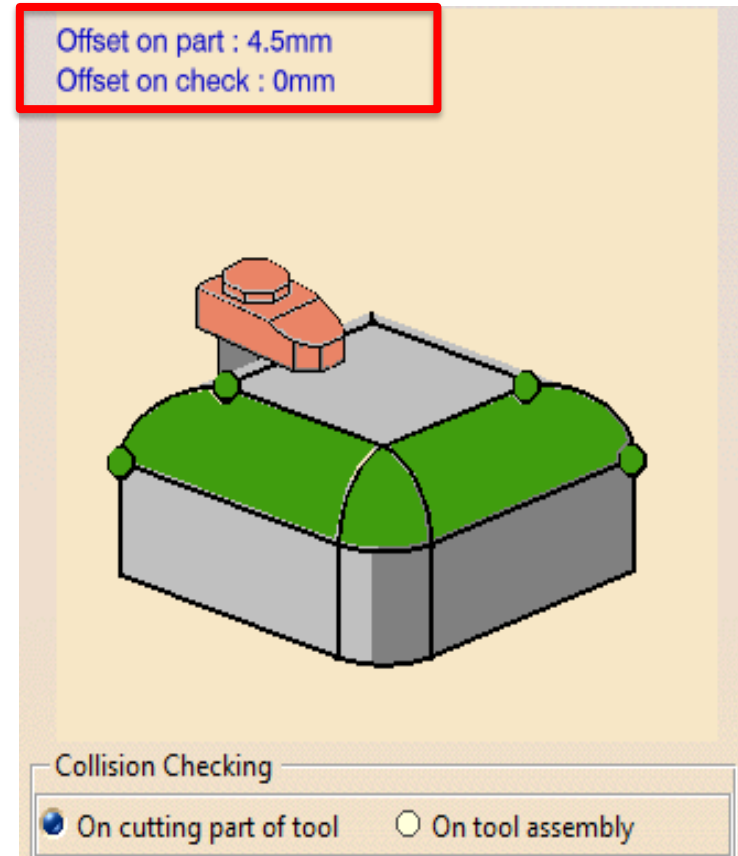 Offset on part : 4.5mm
Offset on check : 0mm
Collision Checking
On cutting part of tool
On tool assembly